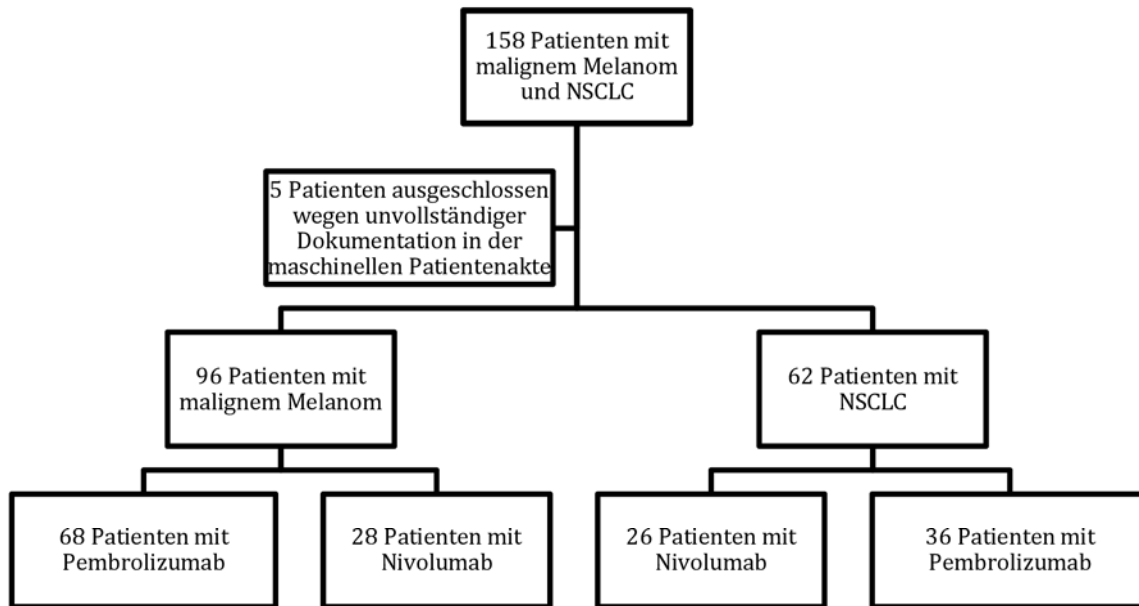 158 Patienten mit
malignem Melanom
und NSCLC
5 Patienten ausgeschlossen
wegen unvollständiger
Dokumentation in der
maschinellen Patientenakte
96 Patienten mit
malignem Melanom
62 Patienten mit
NSCLC
68 Patienten mit
Pembrolizumab
28 Patienten mit
Nivolumab
26 Patienten mit
Nivolumab
36 Patienten mit
Pembrolizumab